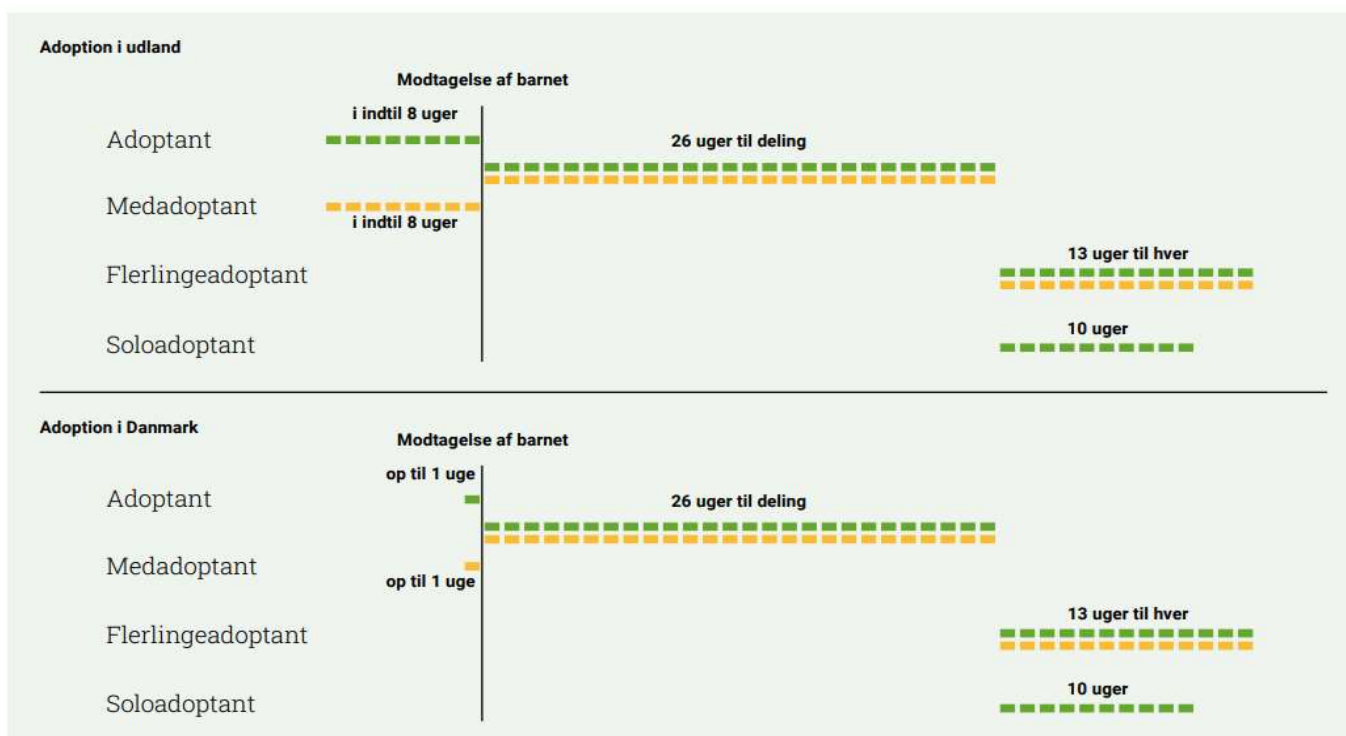 Adoption i udland
Modtagelse af barnet
i indtil 8 uger
Adoptant
26 uger til deling
Medadoptant
i indtil 8 uger
13 uger til hver
Flerlingeadoptant
10 uger
Soloadoptant
Adoption i Danmark
Modtagelse af barnet
op til 1 uge
Adoptant
26 uger til deling
Medadoptant
op til 1 uge
13 uger til hver
Flerlingeadoptant
10 uger
Soloadoptant